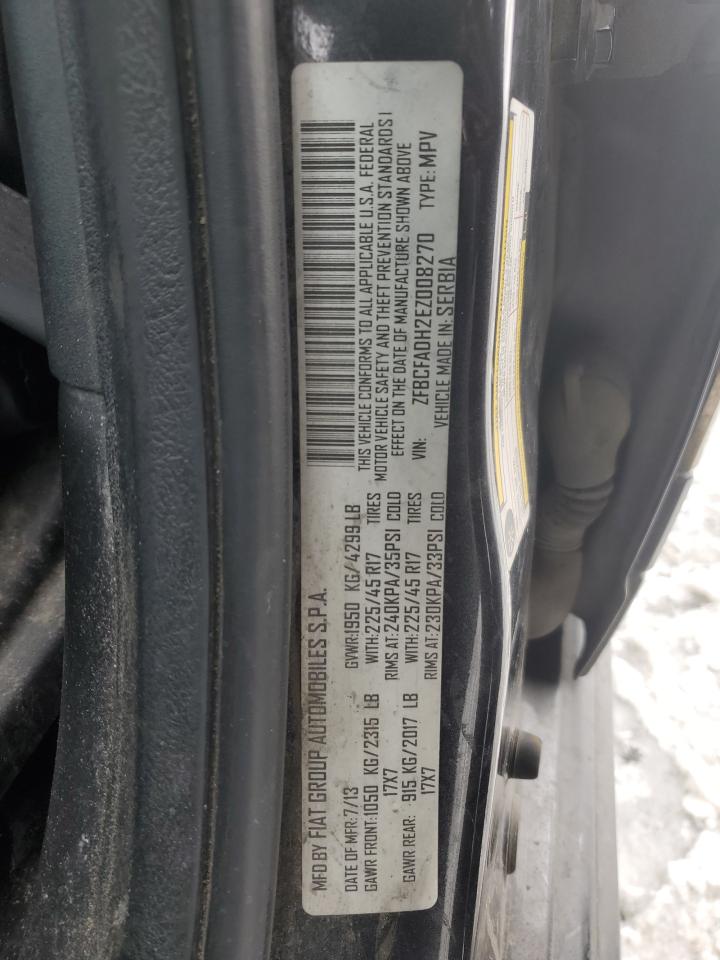 MFD BY FIAT GROUP AUTOMOBILES S.P.A.
DATE OF MFR: 7/13 GVWR: 1950 KG/4299 LB
GAWR FRONT: 1050 KG/2315 LB WITH: 225/45 R17 TIRES
17X7 RIMS AT: 240KPA/35PSI COLD
GAWR REAR: 915 KG/2017 LB WITH: 225/45 R17 TIRES
17X7 RIMS AT: 230KPA/33PSI COLD
THIS VEHICLE CONFORMS TO ALL APPLICABLE U.S.A. FEDERAL
MOTOR VEHICLE SAFETY AND THEFT PREVENTION STANDARDS I
EFFECT ON THE DATE OF MANUFACTURE SHOWN ABOVE
VIN: ZFBCFADH2EZ008270 TYPE: MPV
VEHICLE MADE IN: SERBIA